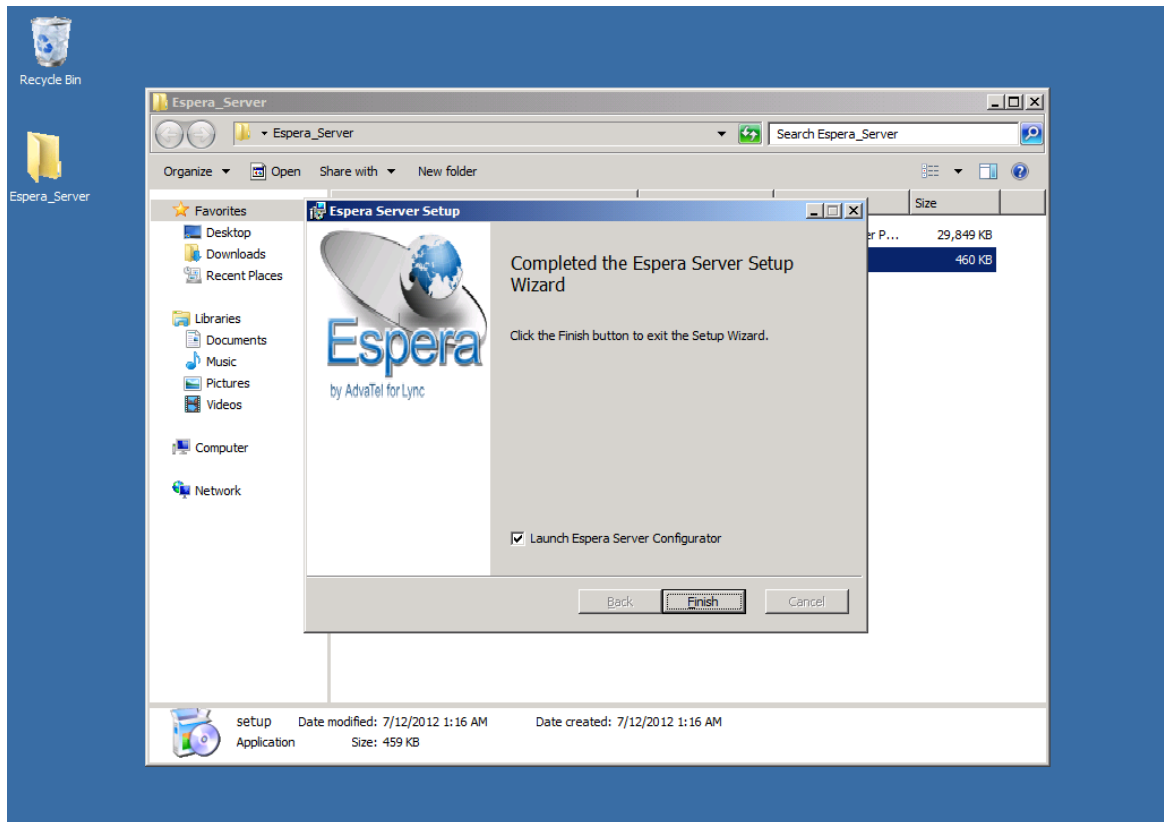 Recycle Bin
Espera_Server
Espera_Server
Espera_Server
Search Espera_Server
Organize
Open
Share with
New folder
Size
Favorites
Desktop
Downloads
Recent Places
Libraries
Documents
Music
Pictures
Videos
Computer
Network
29,849 KB
460 KB
Espera Server Setup
Espera
by AdvaTel for Lync
Completed the Espera Server Setup
Wizard
Click the Finish button to exit the Setup Wizard.
Launch Espera Server Configurator
Back
Finish
Cancel
setup
Date modified: 7/12/2012 1:16 AM
Date created: 7/12/2012 1:16 AM
Application
Size: 459 KB